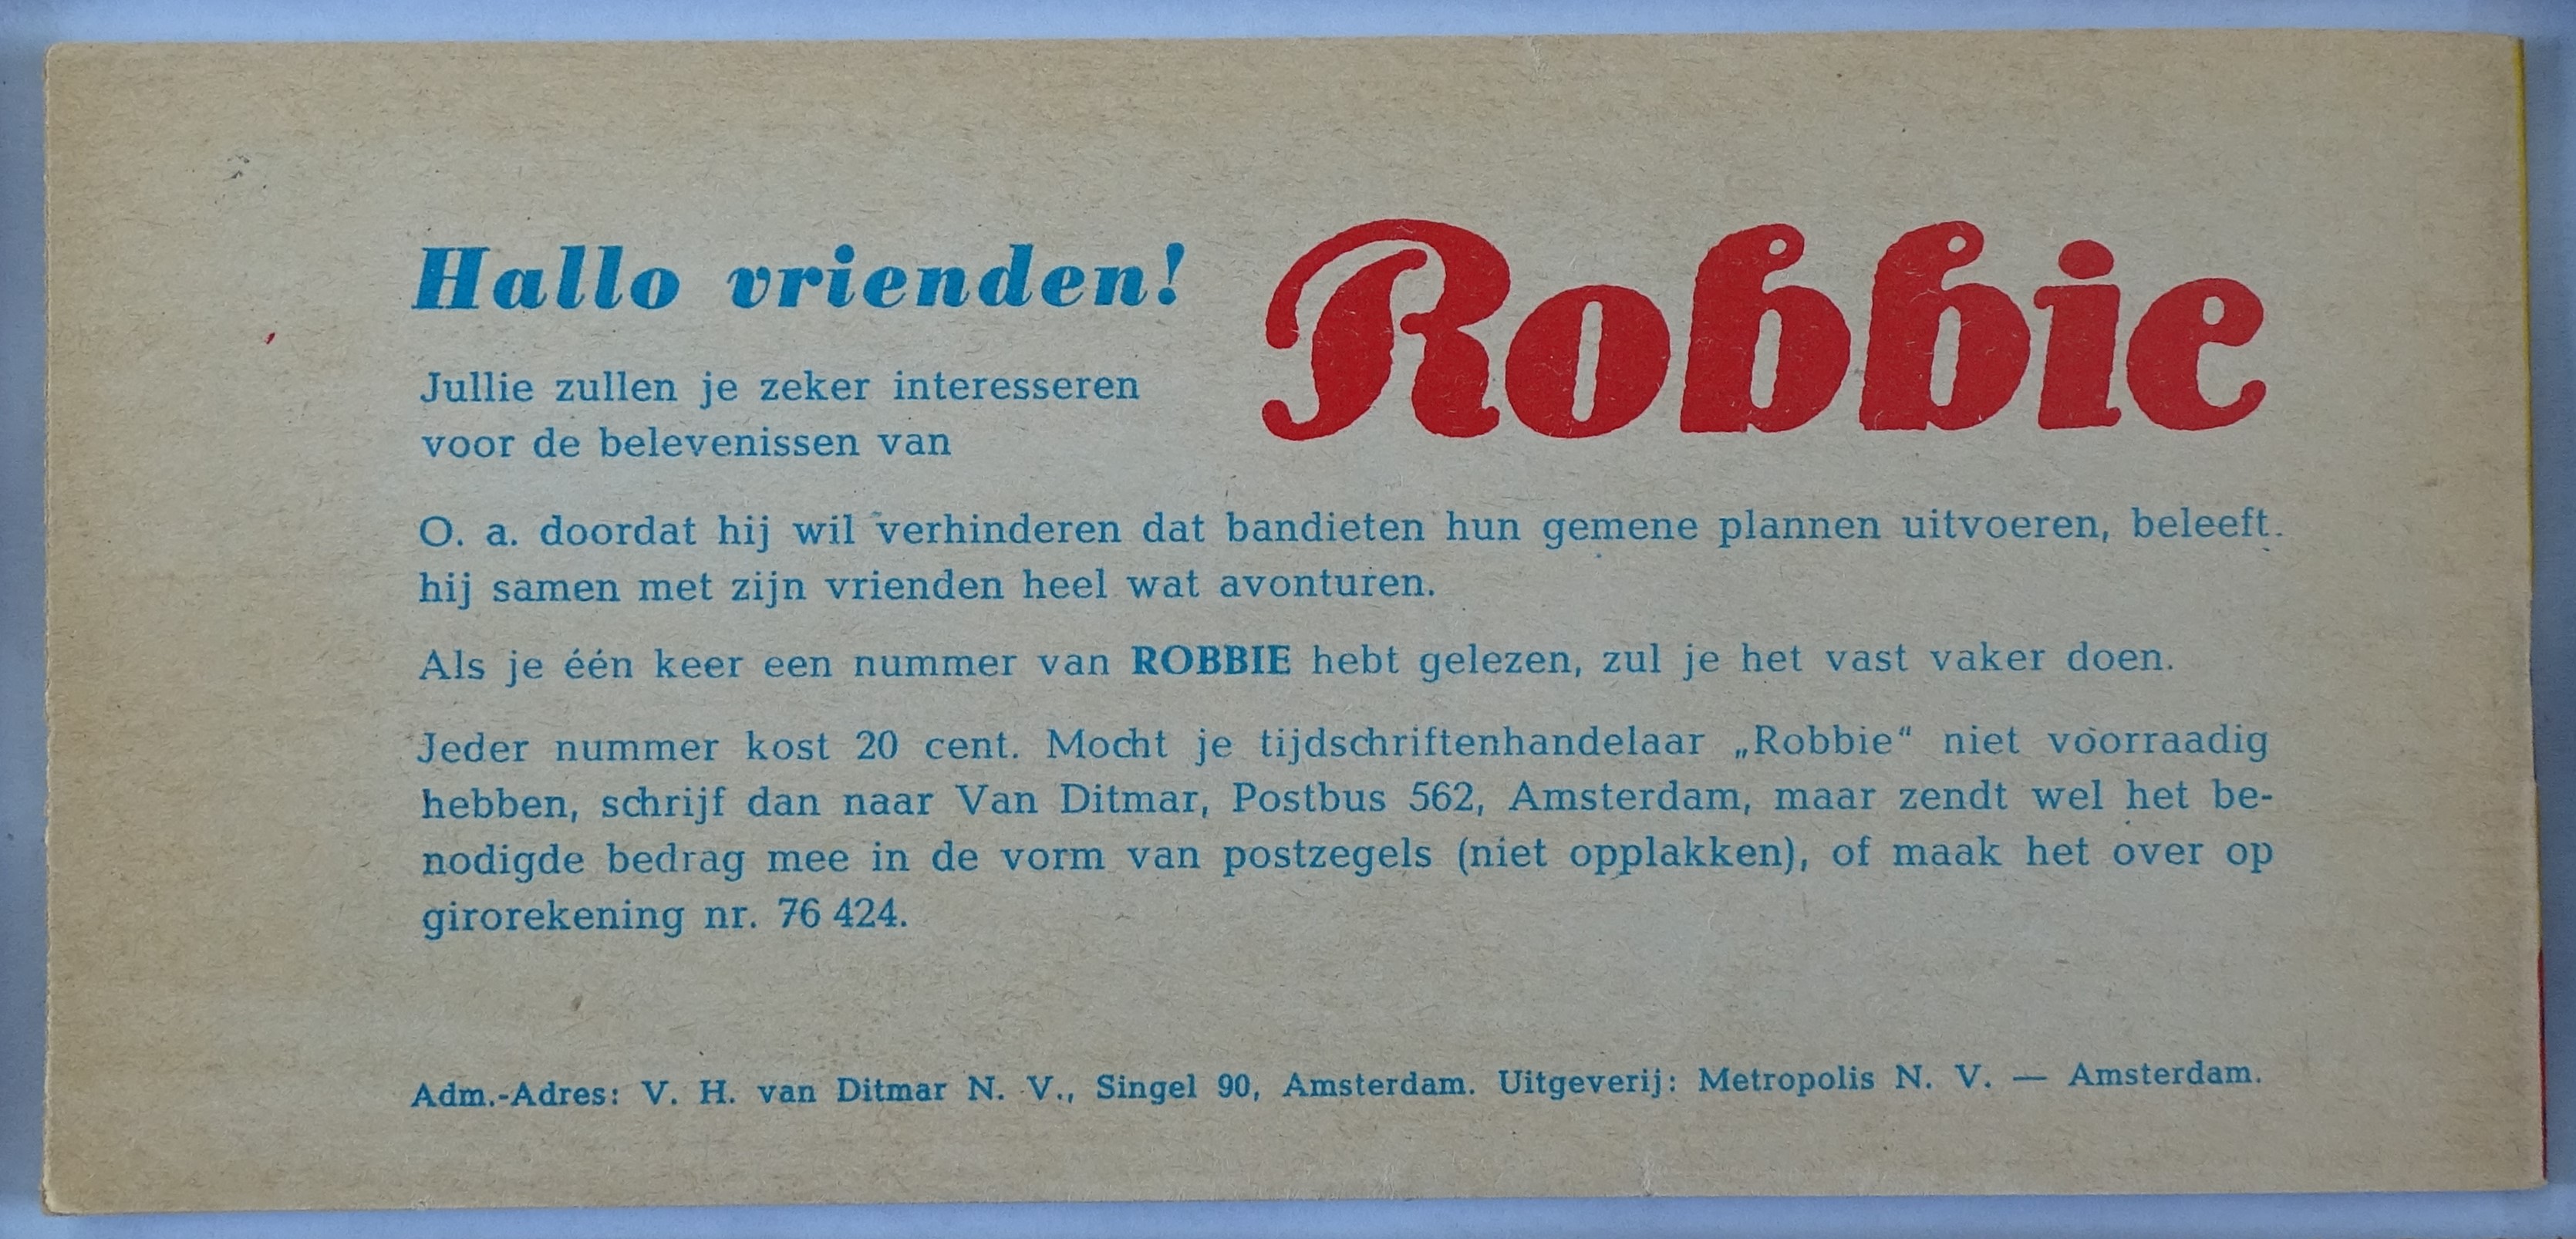 Hallo vrienden!
Jullie zullen je zeker interesseren
voor de belevenissen van
Robbie
O. a. doordat hij wil verhinderen dat bandieten hun gemene plannen uitvoeren, beleeft
hij samen met zijn vrienden heel wat avonturen.
Als je één keer een nummer van ROBBIE hebt gelezen, zul je het vast vaker doen.
Jeder nummer kost 20 cent. Mocht je tijdschriftenhandelaar „Robbie“ niet voorraadig
hebben, schrijf dan naar Van Ditmar, Postbus 562, Amsterdam, maar zendt wel het be-
nodigde bedrag mee in de vorm van postzegels (niet opplakken), of maak het over op
girorekening nr. 76 424.
Adm.-Adres: V. H. van Ditmar N. V., Singel 90, Amsterdam. Uitgeverij: Metropolis N. V. — Amsterdam.